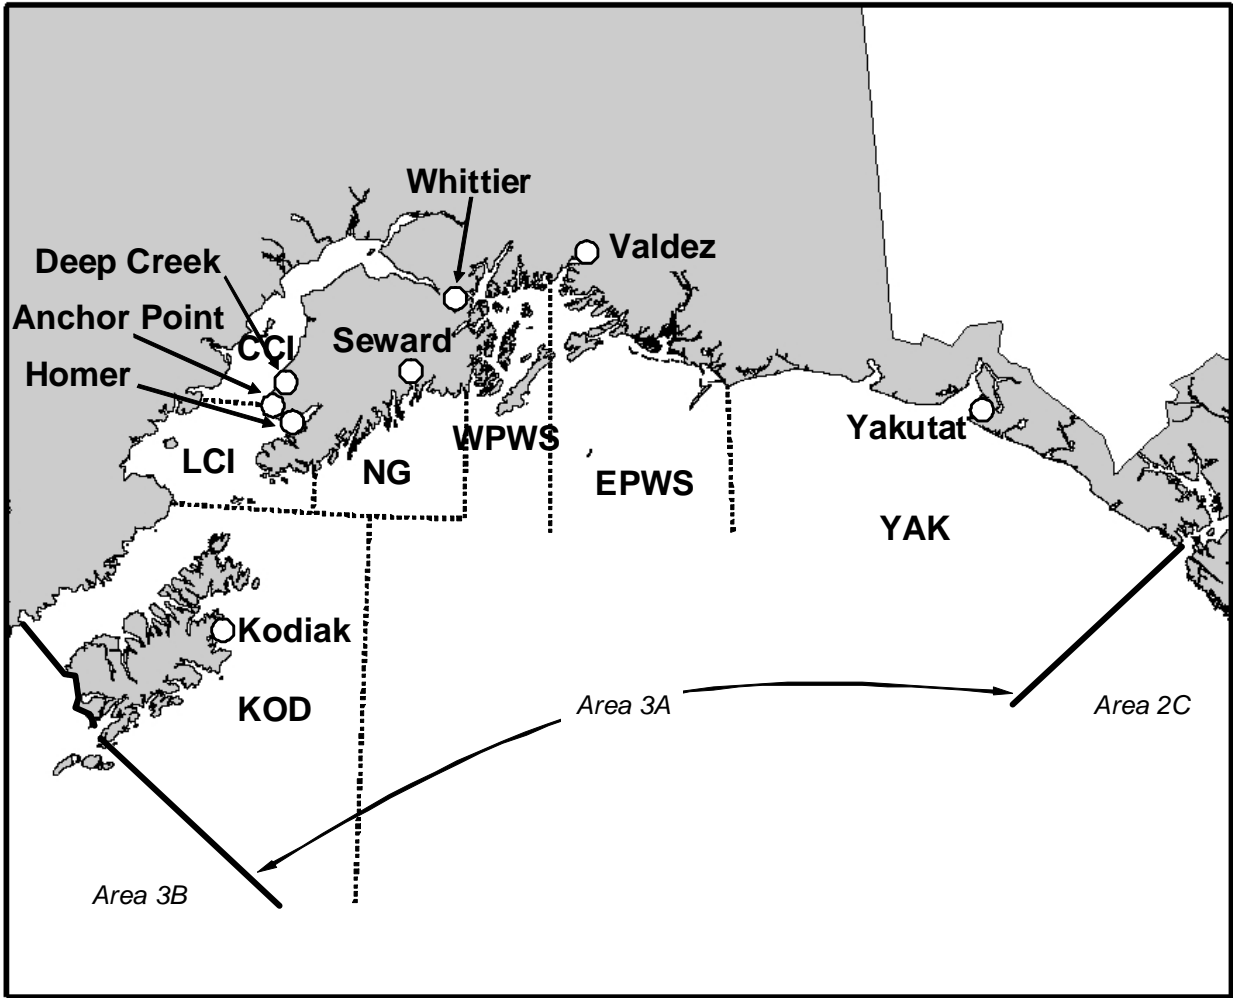 Whittier
Valdez
Deep Creek
Anchor Point
CCI
Seward
Homer
WPWS
Yakutat
LCI
NG
EPWS
YAK
Kodiak
KOD
Area 3A
Area 2C
Area 3B